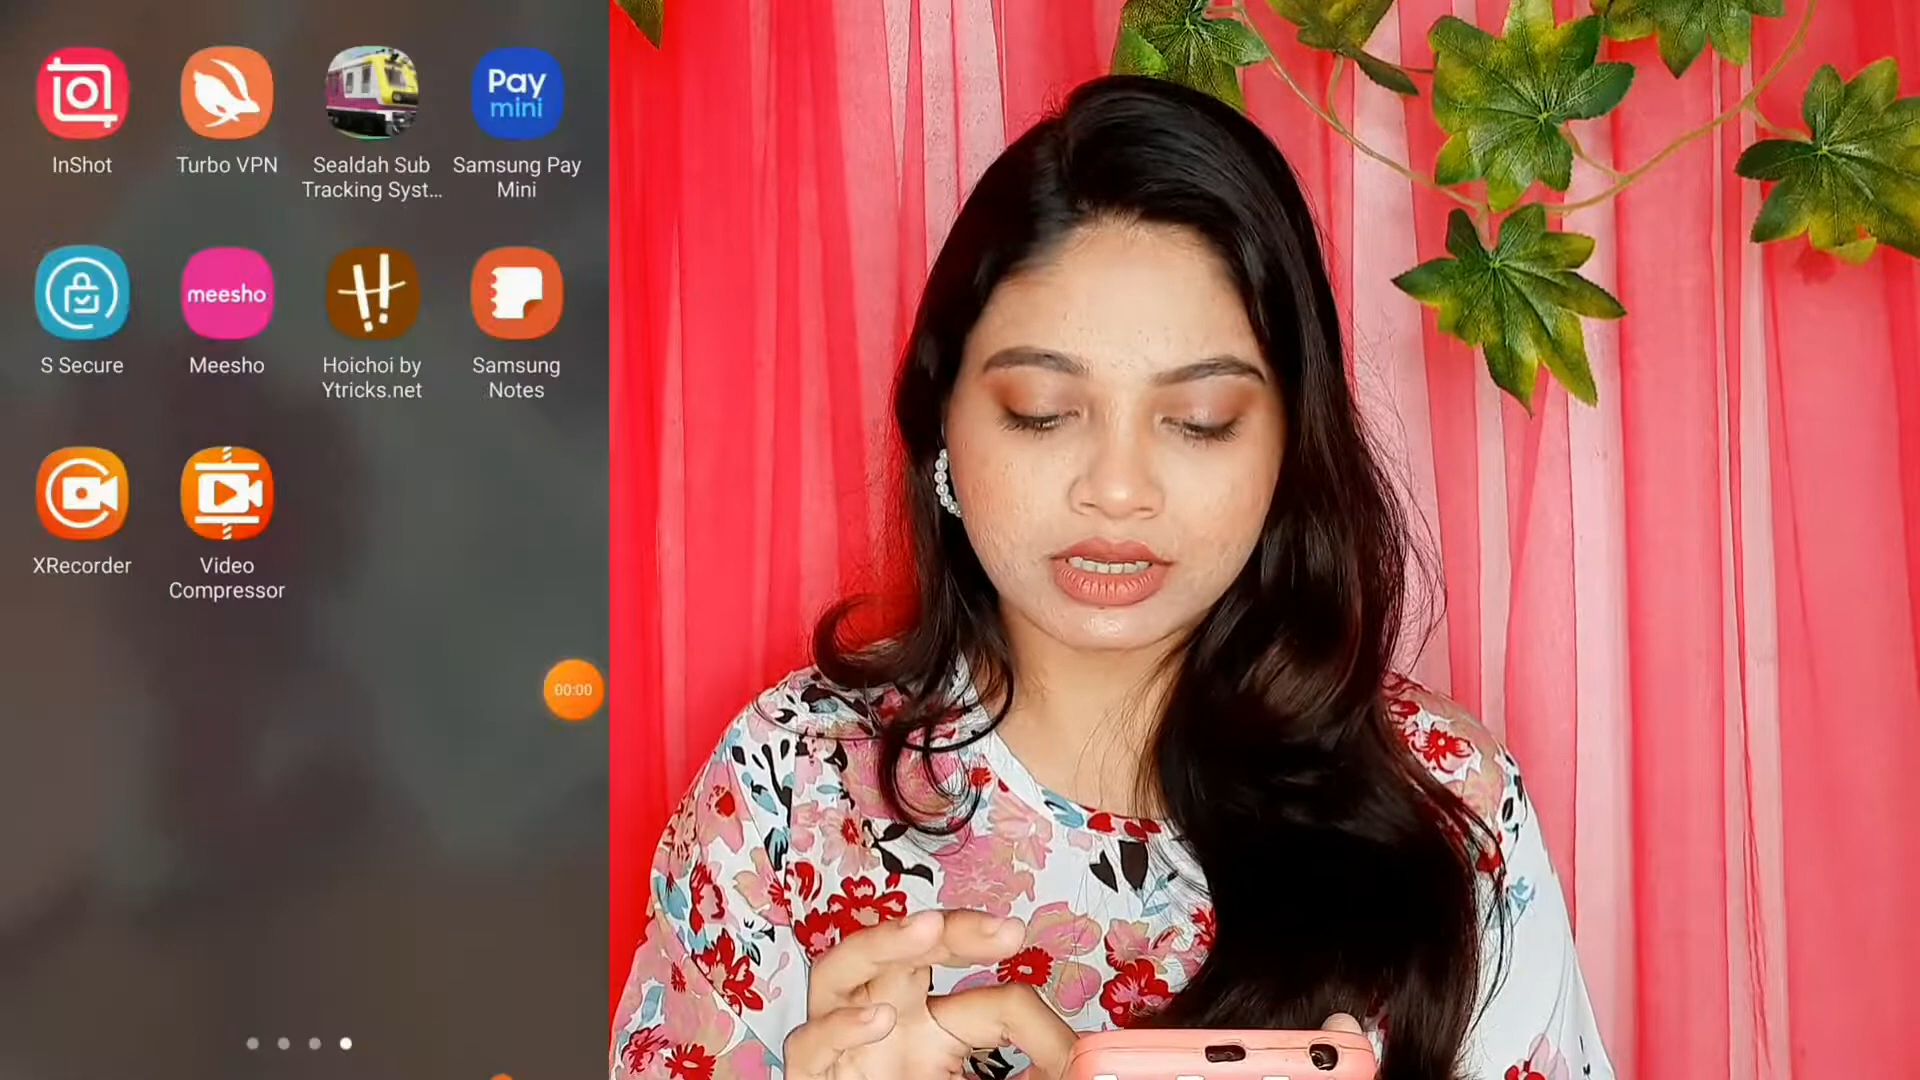 Pay
mini
InShot
Turbo VPN
Sealdah Sub
Tracking Syst...
Samsung Pay
Mini
meesho
S Secure
Meesho
Hoichoi by
Ytricks.net
Samsung
Notes
XRecorder
Video
Compressor
00:00